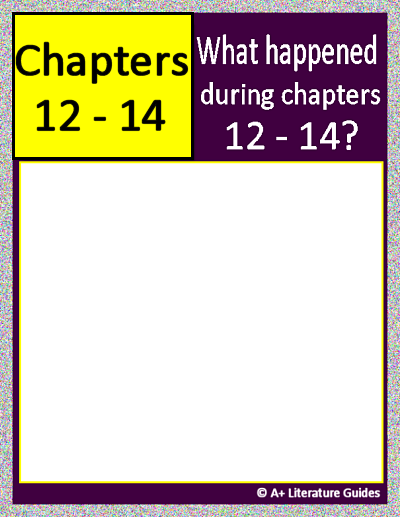 Chapters
12 - 14
What happened
during chapters
12 - 14?
© A+ Literature Guides